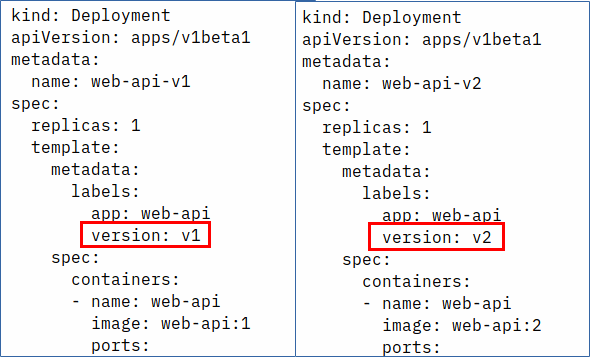 kind: Deployment
apiVersion: apps/v1beta1
metadata:
  name: web-api-v1
spec:
  replicas: 1
  template:
    metadata:
      labels:
        app: web-api
        version: v1
    spec:
      containers:
      - name: web-api
        image: web-api:1
        ports:
kind: Deployment
apiVersion: apps/v1beta1
metadata:
  name: web-api-v2
spec:
  replicas: 1
  template:
    metadata:
      labels:
        app: web-api
        version: v2
    spec:
      containers:
      - name: web-api
        image: web-api:2
        ports: